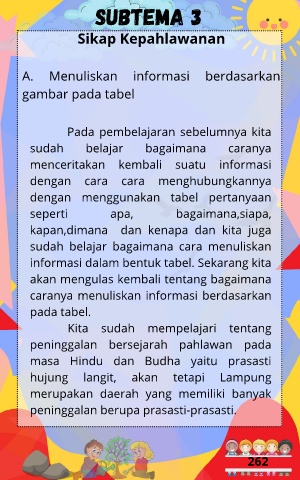 SUBTEMA 3
Sikap Kepahlawanan
A. Menuliskan informasi berdasarkan
gambar pada tabel
Pada pembelajaran sebelumnya kita
sudah belajar bagaimana caranya
menceritakan kembali suatu informasi
dengan cara cara menghubungkannya
dengan menggunakan tabel pertanyaan
seperti apa, bagaimana,siapa,
kapan,dimana dan kenapa dan kita juga
sudah belajar bagaimana cara menuliskan
informasi dalam bentuk tabel. Sekarang kita
akan mengulas kembali tentang bagaimana
caranya menuliskan informasi berdasarkan
pada tabel.
Kita sudah mempelajari tentang
peninggalan bersejarah pahlawan pada
masa Hindu dan Budha yaitu prasasti
hujung langit, akan tetapi Lampung
merupakan daerah yang memiliki banyak
peninggalan berupa prasasti-prasasti.
262